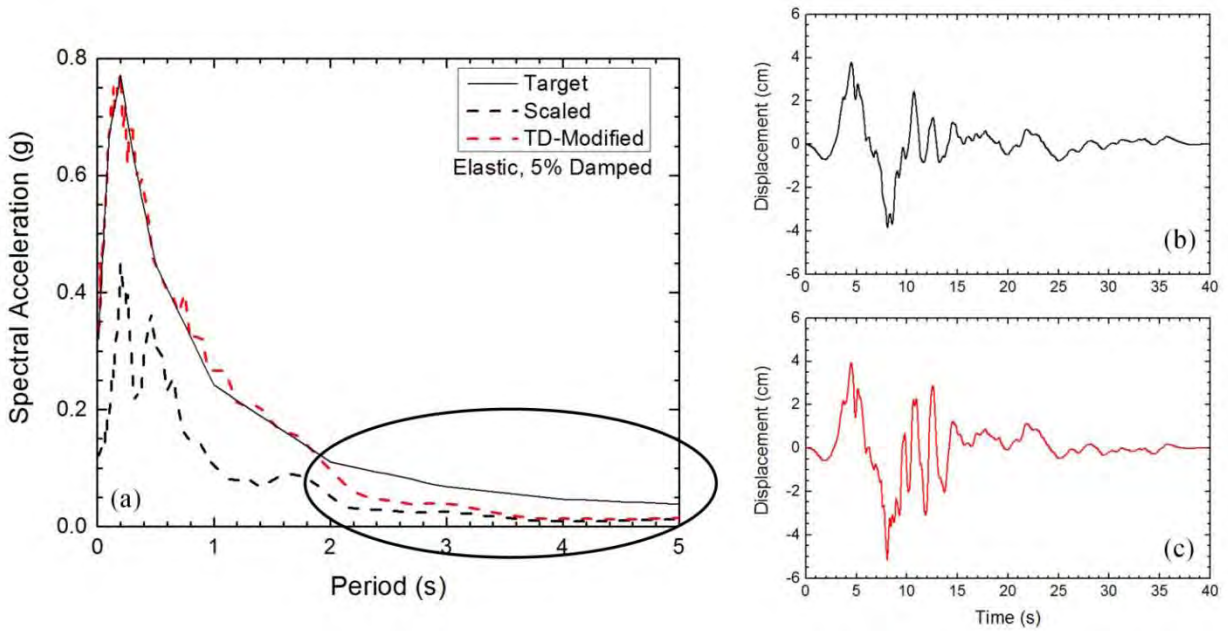 0.8
0.6
0.4
0.2
0.0
Spectral Acceleration (g)
Target
Scaled
TD-Modified
Elastic, 5% Damped
(a)
0 1 2 3 4 5
Period (s)
6
4
2
0
-2
-4
-6
Displacement (cm)
(b)
0 5 10 15 20 25 30 35 40
6
4
2
0
-2
-4
-6
Displacement (cm)
(c)
0 5 10 15 20 25 30 35 40
Time (s)